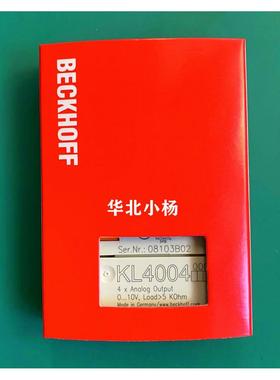 BECKHOFF
华北小杨
Ser.Nr.: 08103B02
KL4004
4 x Analog Output
0...10V, Load>5 KOhm
Made in Germany
www.beckhoff.com